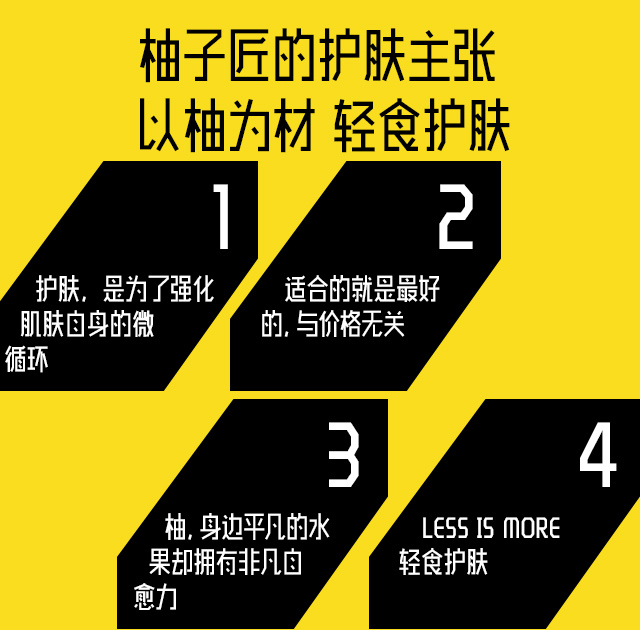 柚子匠的护肤主张
以柚为材 轻食护肤
1
护肤，是为了强化
肌肤自身的微
循环
2
适合的就是最好
的，与价格无关
3
柚，身边平凡的水
果却拥有非凡自
愈力
4
LESS IS MORE
轻食护肤